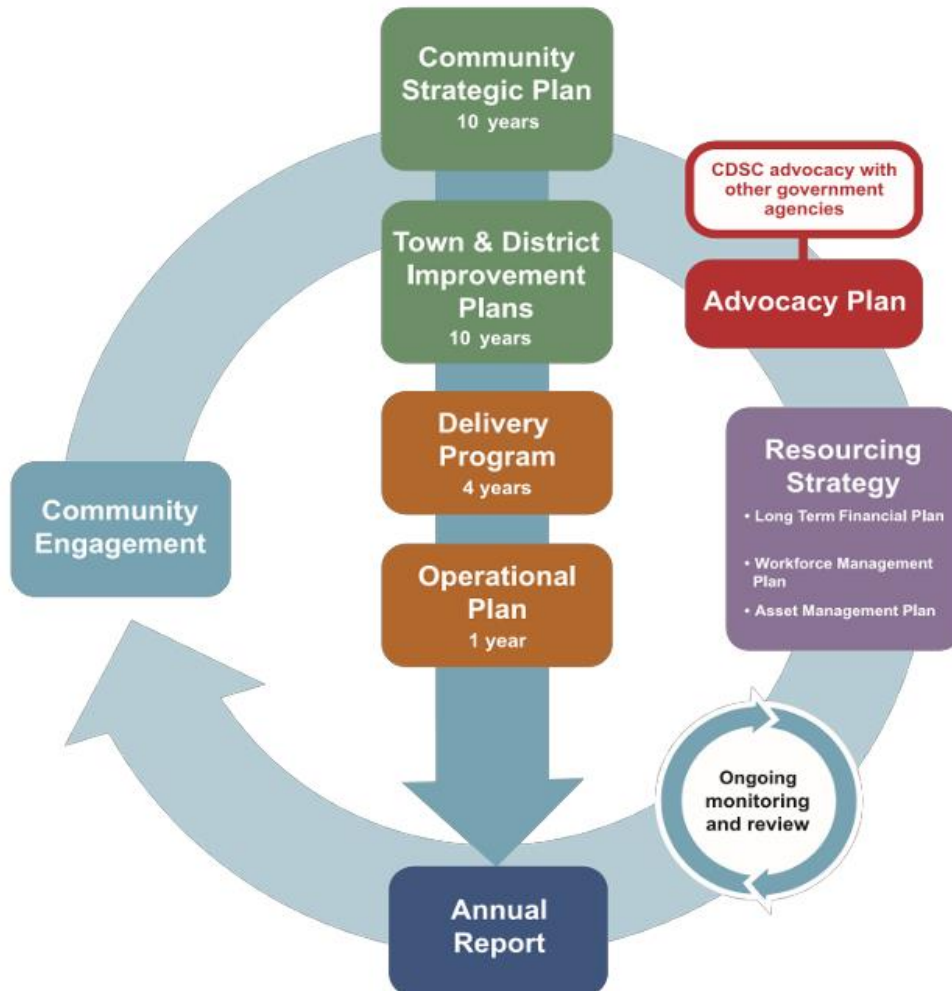 Community
Strategic Plan
10 years
CDSC advocacy with
other government
agencies
Advocacy Plan
Town & District
Improvement
Plans
10 years
Delivery
Program
4 years
Resourcing
Strategy
• Long Term Financial Plan
• Workforce Management
Plan
• Asset Management Plan
Community
Engagement
Operational
Plan
1 year
Ongoing
monitoring
and review
Annual
Report